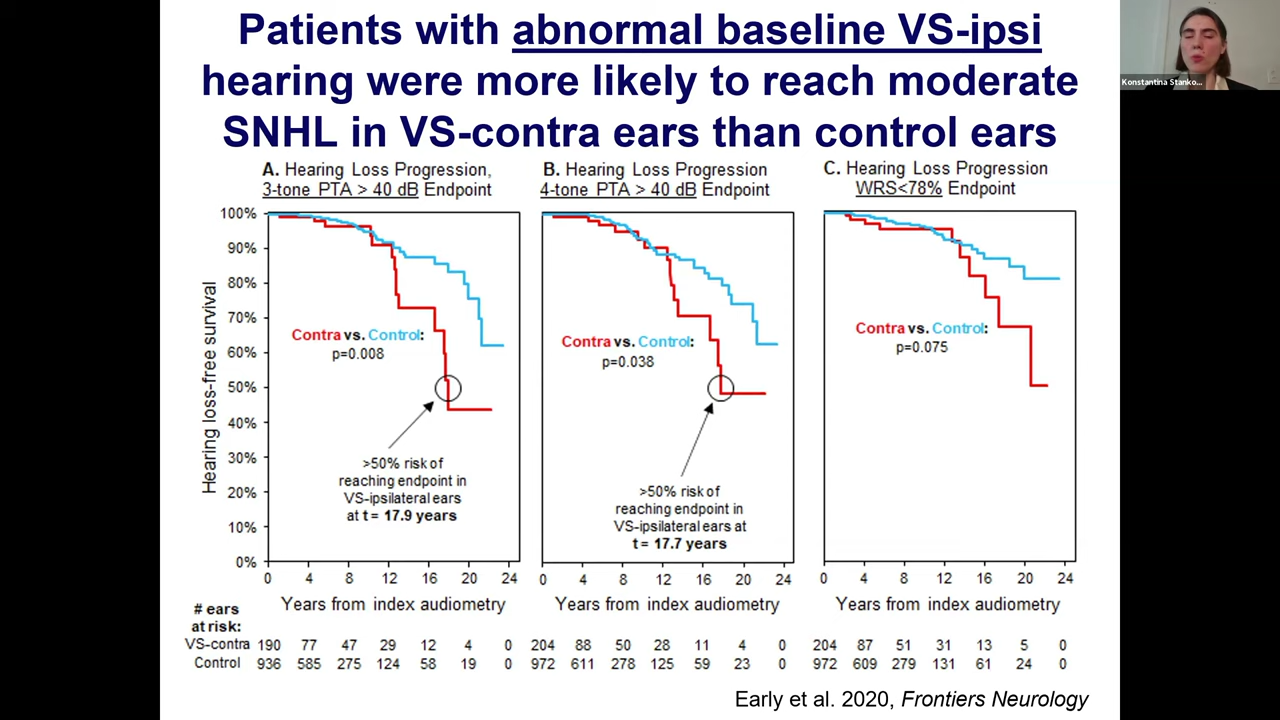 Patients with abnormal baseline VS-ipsi
hearing were more likely to reach moderate
SNHL in VS-contra ears than control ears
Konstantina Stanko...
A. Hearing Loss Progression,
3-tone PTA > 40 dB Endpoint
B. Hearing Loss Progression
4-tone PTA > 40 dB Endpoint
C. Hearing Loss Progression
WRS<78% Endpoint
Hearing loss-free survival
100%
90%
80%
70%
60%
50%
40%
30%
20%
10%
0%
Contra vs. Control:
p=0.008
>50% risk of
reaching endpoint in
VS-ipsilateral ears
at t = 17.9 years
0 4 8 12 16 20 24
Years from index audiometry
Contra vs. Control:
p=0.038
>50% risk of
reaching endpoint in
VS-ipsilateral ears at
t = 17.7 years
0 4 8 12 16 20 24
Years from index audiometry
Contra vs. Control:
p=0.075
0 4 8 12 16 20 24
Years from index audiometry
# ears
at risk:
VS-contra 190 77 47 29 12 4 0 204 88 50 28 11 4 0 204 87 51 31 13 5 0
Control 936 585 275 124 58 19 0 972 611 278 125 59 23 0 972 609 279 131 61 24 0
Early et al. 2020, Frontiers Neurology